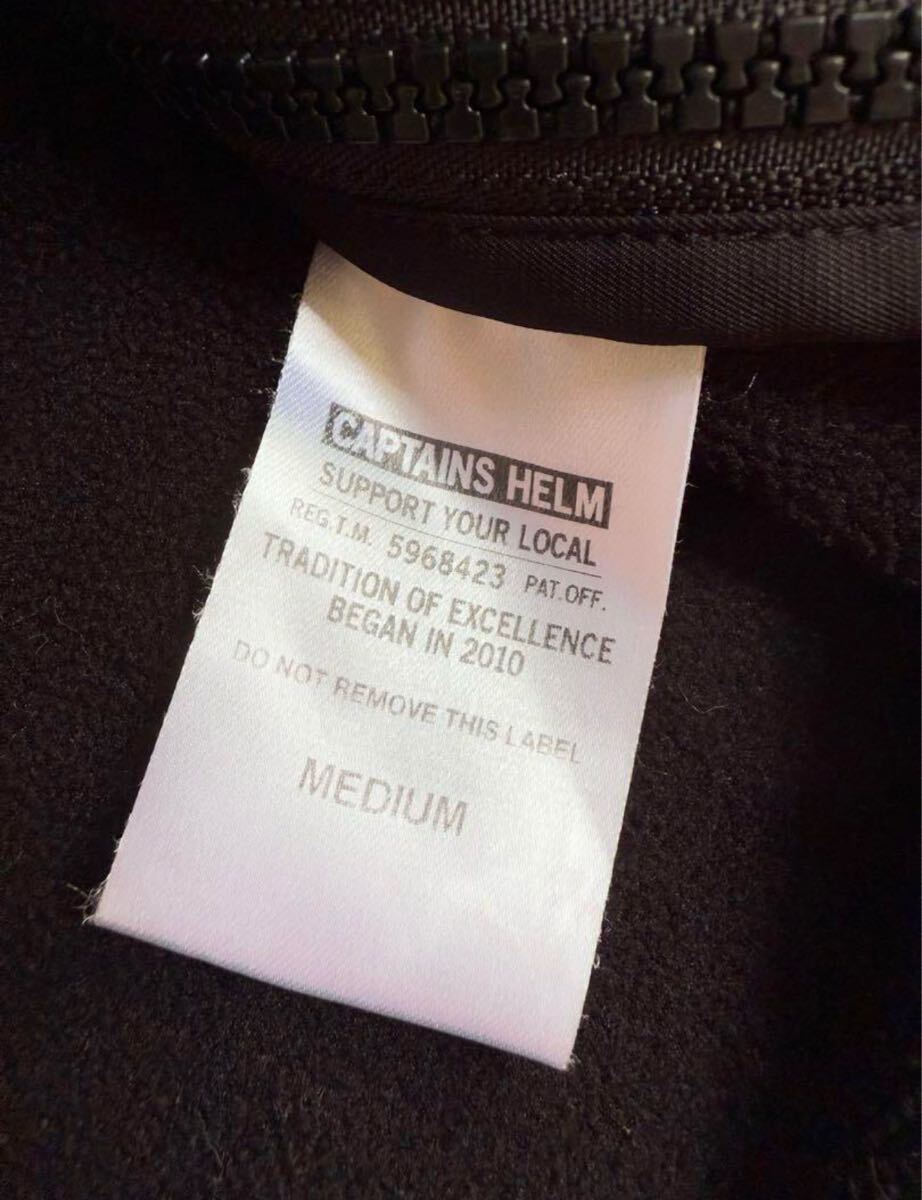 CAPTAINS HELM
SUPPORT YOUR LOCAL
REG.T.M. 5968423 PAT.OFF.
TRADITION OF EXCELLENCE
BEGAN IN 2010
DO NOT REMOVE THIS LABEL
MEDIUM